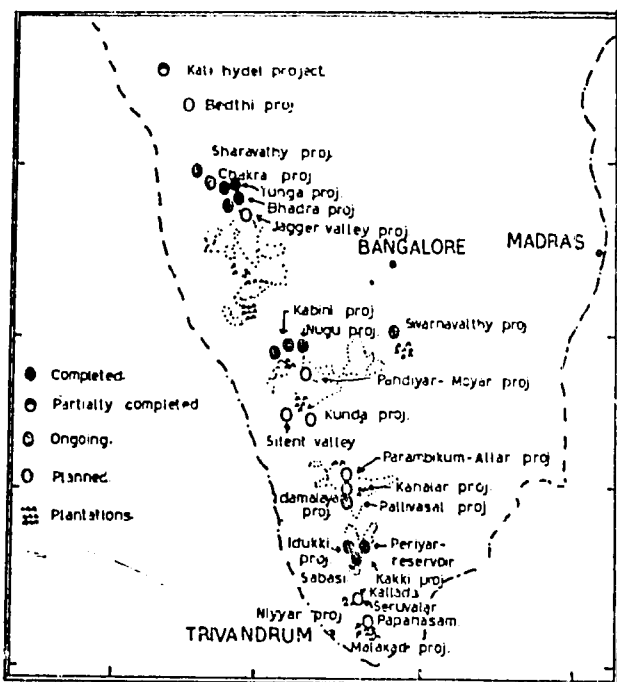 Kali hydel project
Bedthi proj
Sharavathy proj.
Chakra proj
Tunga proj.
Bhadra proj
Jagger valley proj
BANGALORE
MADRAS
Kabini proj
Nugu proj.
Swarnavathy proj
Completed.
Partially completed
Ongoing.
Planned.
Plantations.
Pandiyar-Moyar proj
Kunda proj.
Silent valley
Parambikum-Allar proj
Kahalar proj.
Idamalaya proj
Pallivasal proj
Idukki proj
Periyar-reservoir
Sabasi
Kakki proj
Kallada
Seruvalar
Niyyar proj
Papanasam
TRIVANDRUM
Malakad proj.